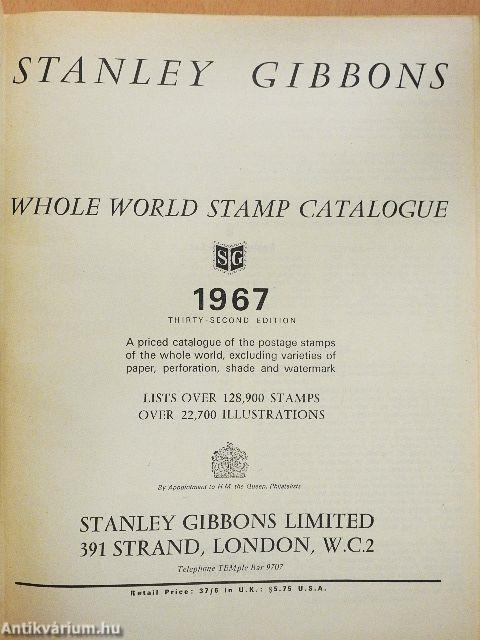 STANLEY GIBBONS
WHOLE WORLD STAMP CATALOGUE
SG
1967
THIRTY-SECOND EDITION
A priced catalogue of the postage stamps
of the whole world, excluding varieties of
paper, perforation, shade and watermark
LISTS OVER 128,900 STAMPS
OVER 22,700 ILLUSTRATIONS
By Appointment to H.M. the Queen, Philatelists
STANLEY GIBBONS LIMITED
391 STRAND, LONDON, W.C.2
Telephone TEMple Bar 9707
Retail Price: 37/6 in U.K.: $5.75 U.S.A.
Antikvárium.hu